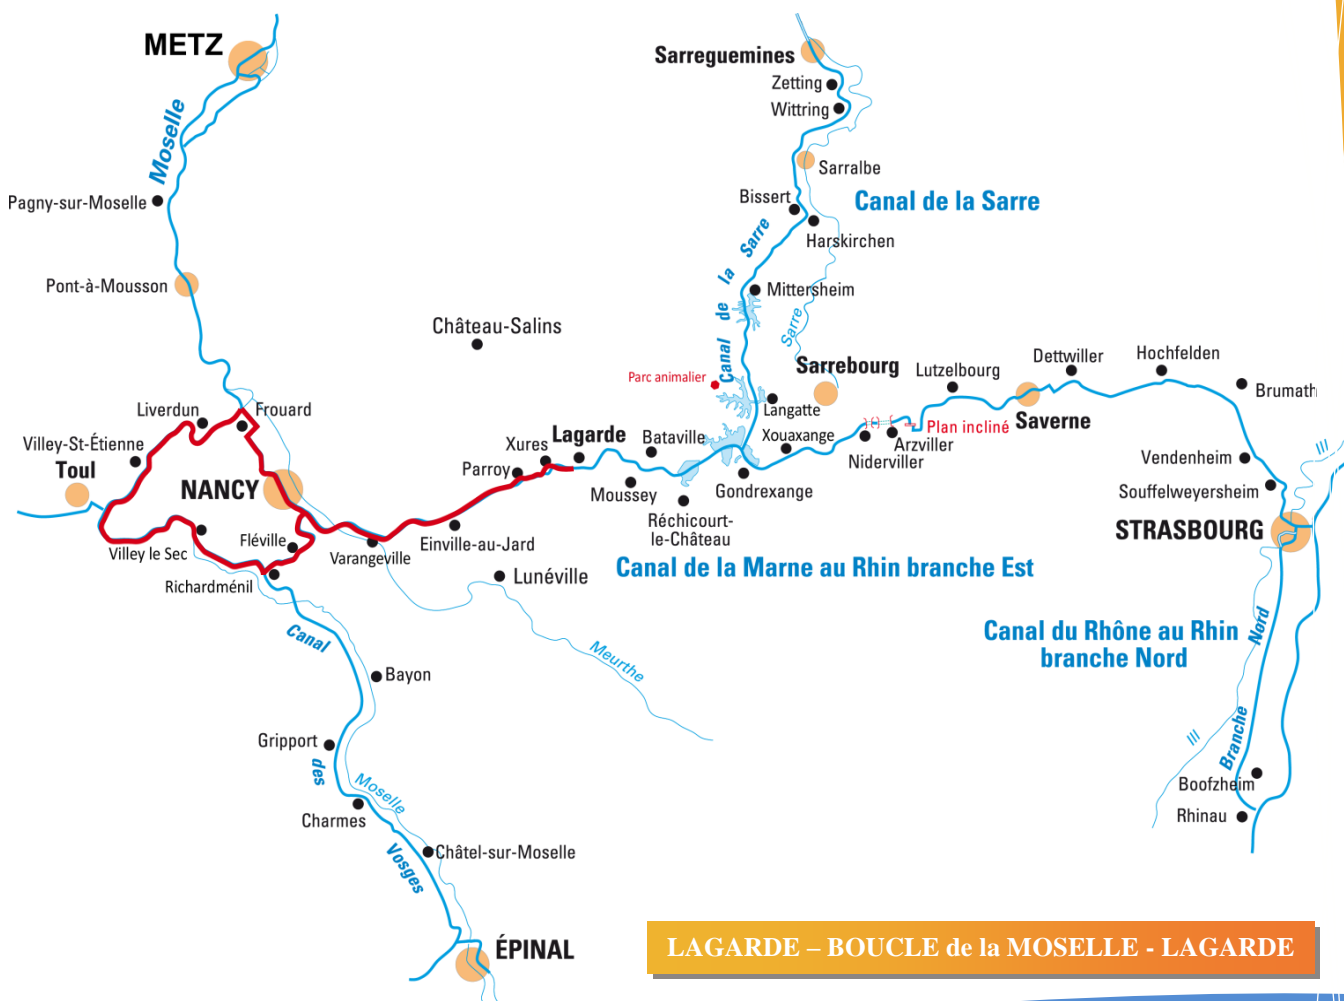 METZ
Moselle
Pagny-sur-Moselle
Pont-à-Mousson
Château-Salins
Liverdun
Frouard
Villey-St-Étienne
Toul
NANCY
Villey le Sec
Fléville
Richardménil
Varangeville
Einville-au-Jard
Lunéville
Parroy
Xures
Lagarde
Bataville
Moussey
Réchicourt-
le-Château
Gondrexange
Xouaxange
Langatte
Parc animalier
Sarreguemines
Zetting
Wittring
Sarralbe
Bissert
Canal de la Sarre
Harskirchen
Canal de la Sarre
Mittersheim
Sarre
Sarrebourg
Niderviller
Arzviller
Plan incliné
Lutzelbourg
Saverne
Dettwiller
Hochfelden
Brumath
Vendenheim
Souffelweyersheim
STRASBOURG
Ill
Canal de la Marne au Rhin branche Est
Canal du Rhône au Rhin
branche Nord
Branche Nord
Ill
Boofzheim
Rhinau
Meurthe
Canal des Vosges
Bayon
Gripport
Moselle
Charmes
Châtel-sur-Moselle
ÉPINAL
LAGARDE – BOUCLE de la MOSELLE - LAGARDE